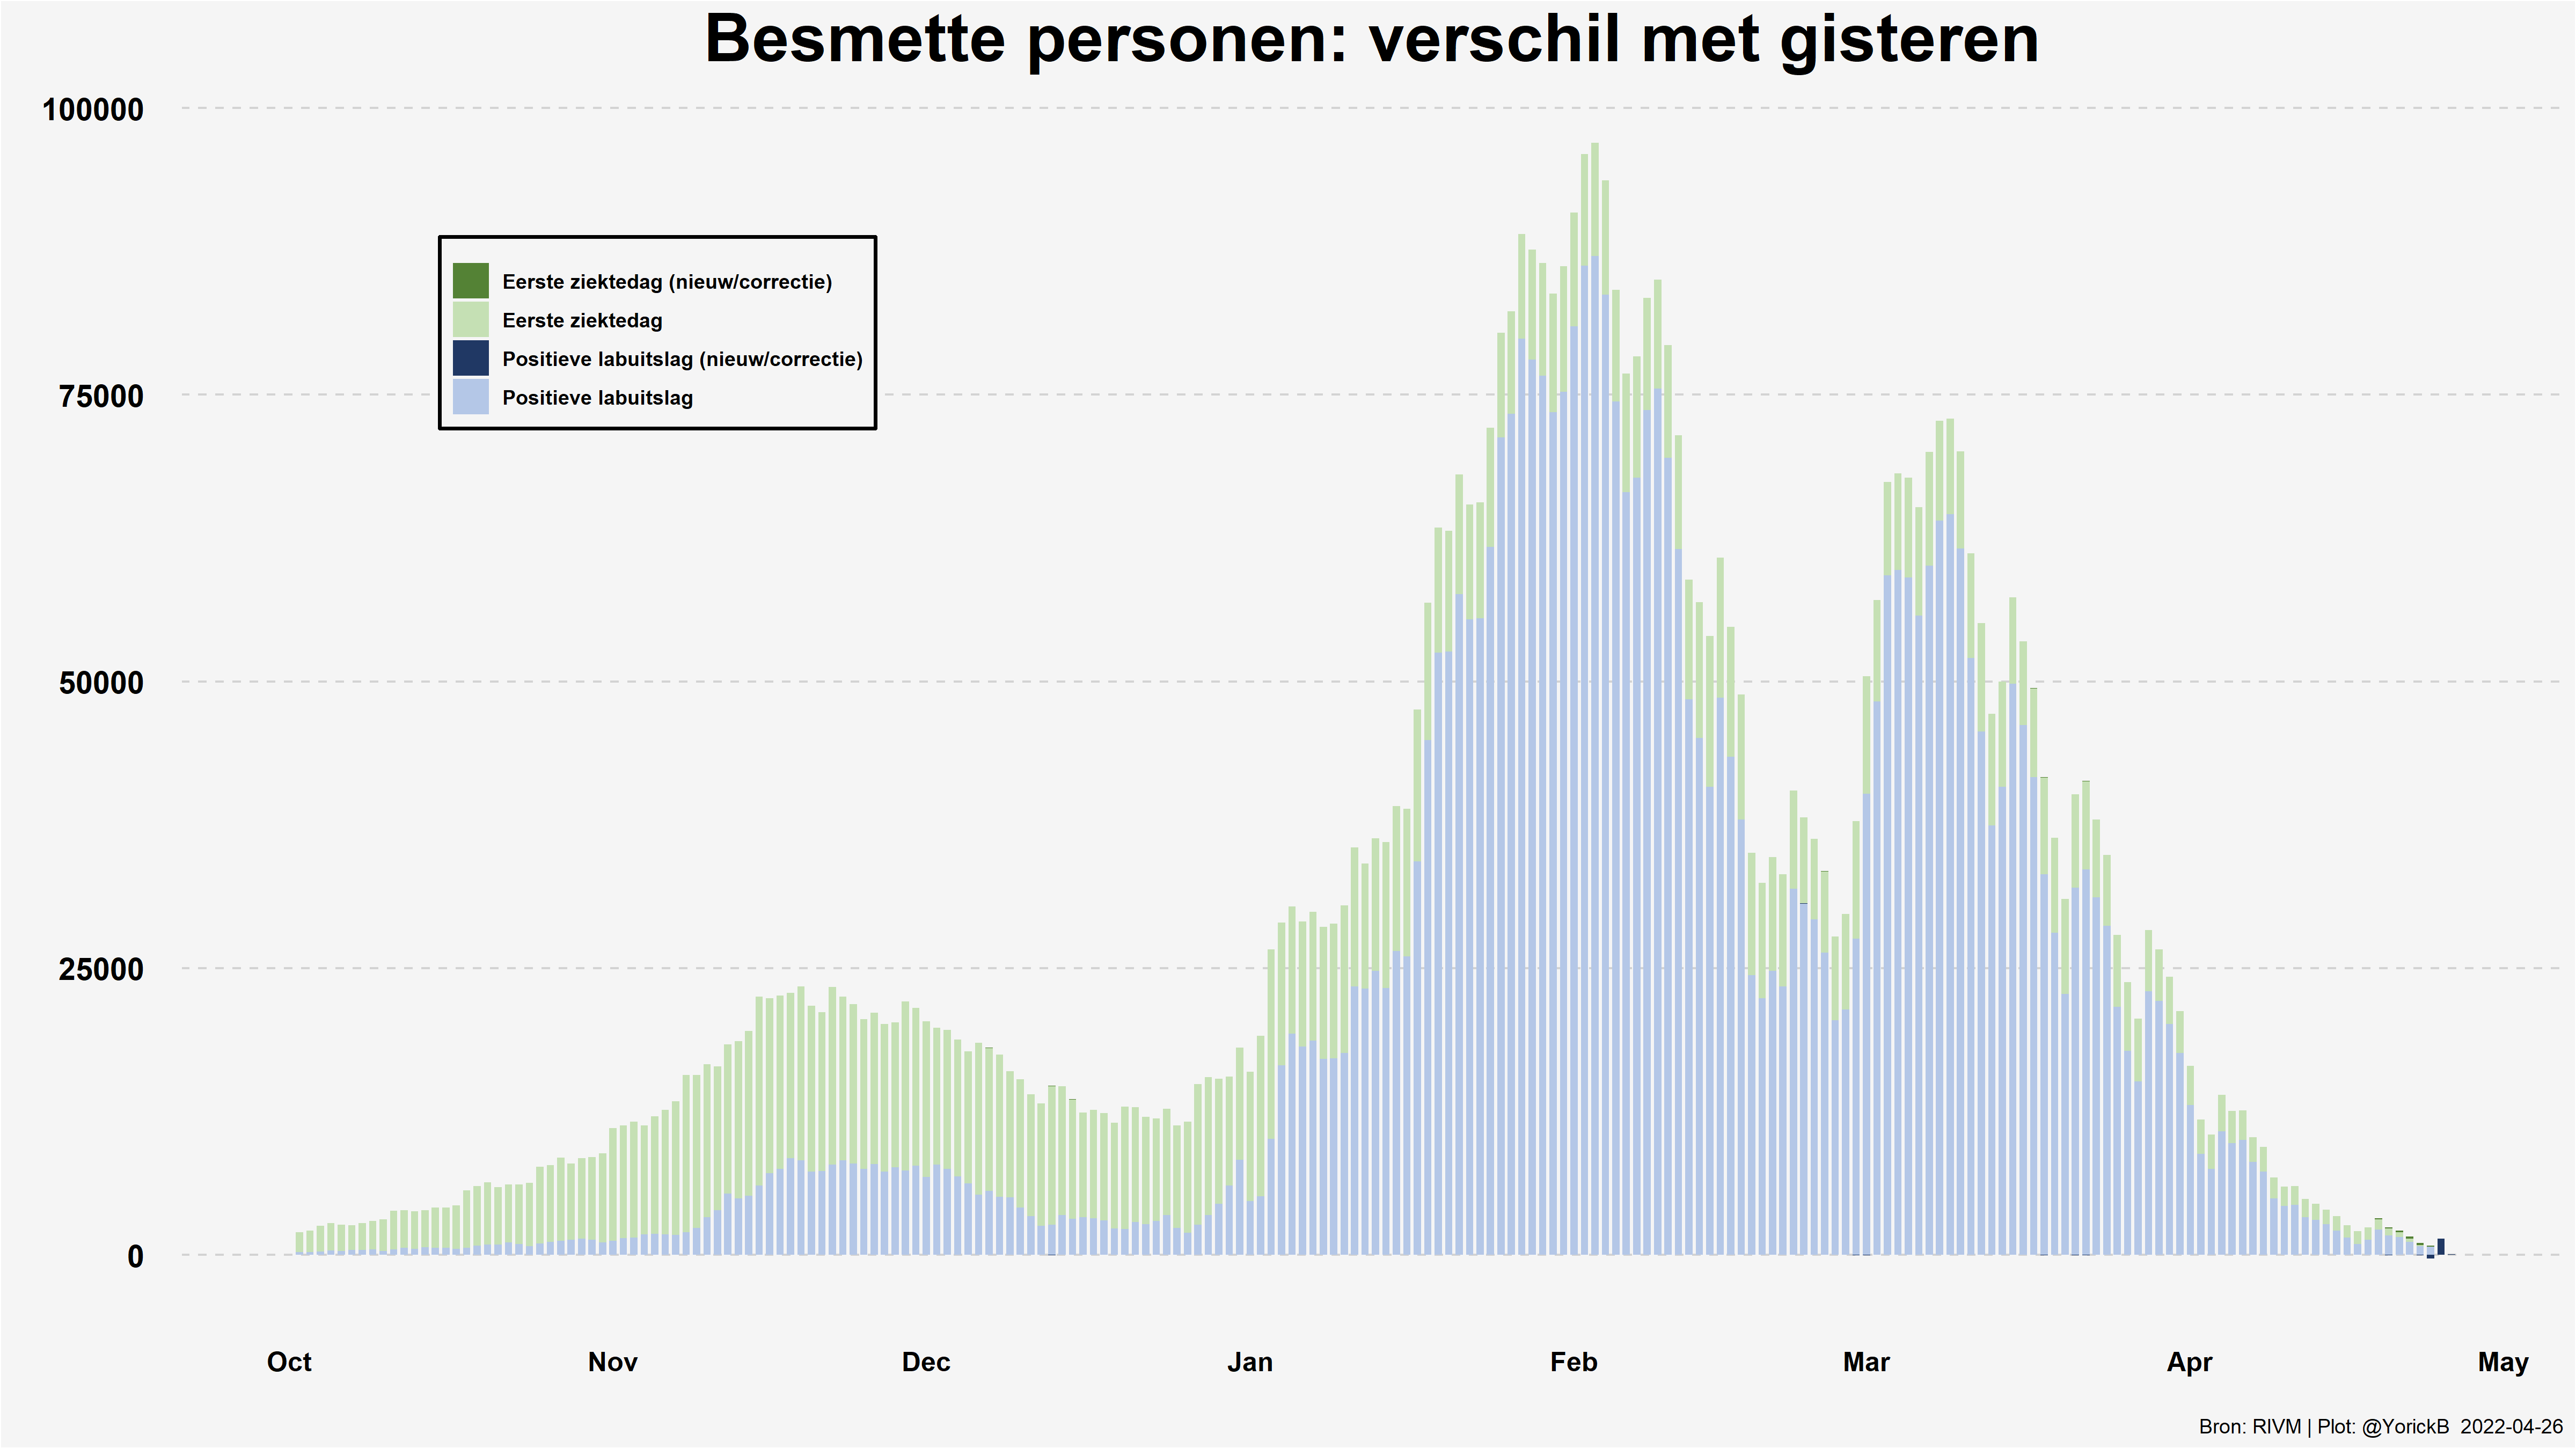 Besmette personen: verschil met gisteren
100000
75000
50000
25000
0
Eerste ziektedag (nieuw/correctie)
Eerste ziektedag
Positieve labuitslag (nieuw/correctie)
Positieve labuitslag
Oct Nov Dec Jan Feb Mar Apr May
Bron: RIVM | Plot: @YorickB 2022-04-26